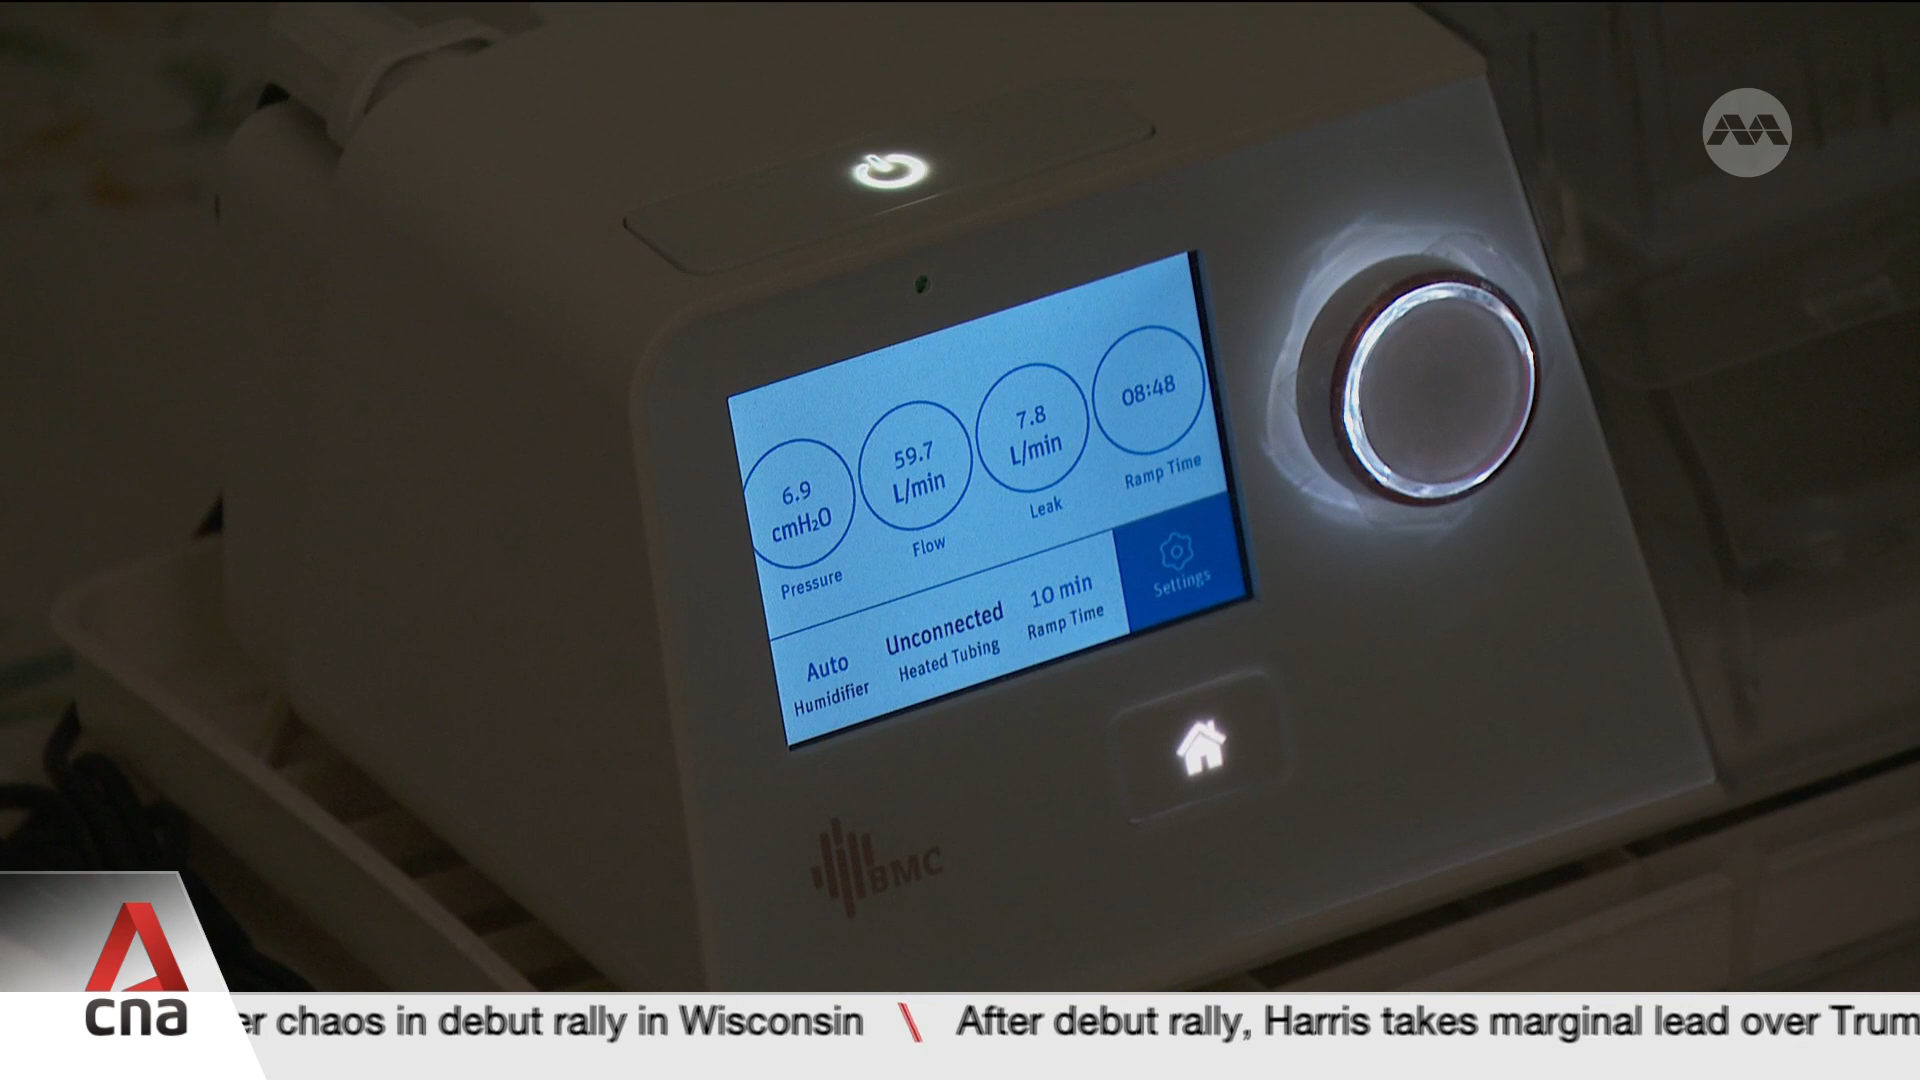 08:48
Ramp Time
7.8
L/min
Leak
59.7
L/min
Flow
6.9
cmH₂O
Pressure
Settings
10 min
Ramp Time
Unconnected
Heated Tubing
Auto
Humidifier
BMC
cna
er chaos in debut rally in Wisconsin \ After debut rally, Harris takes marginal lead over Trum